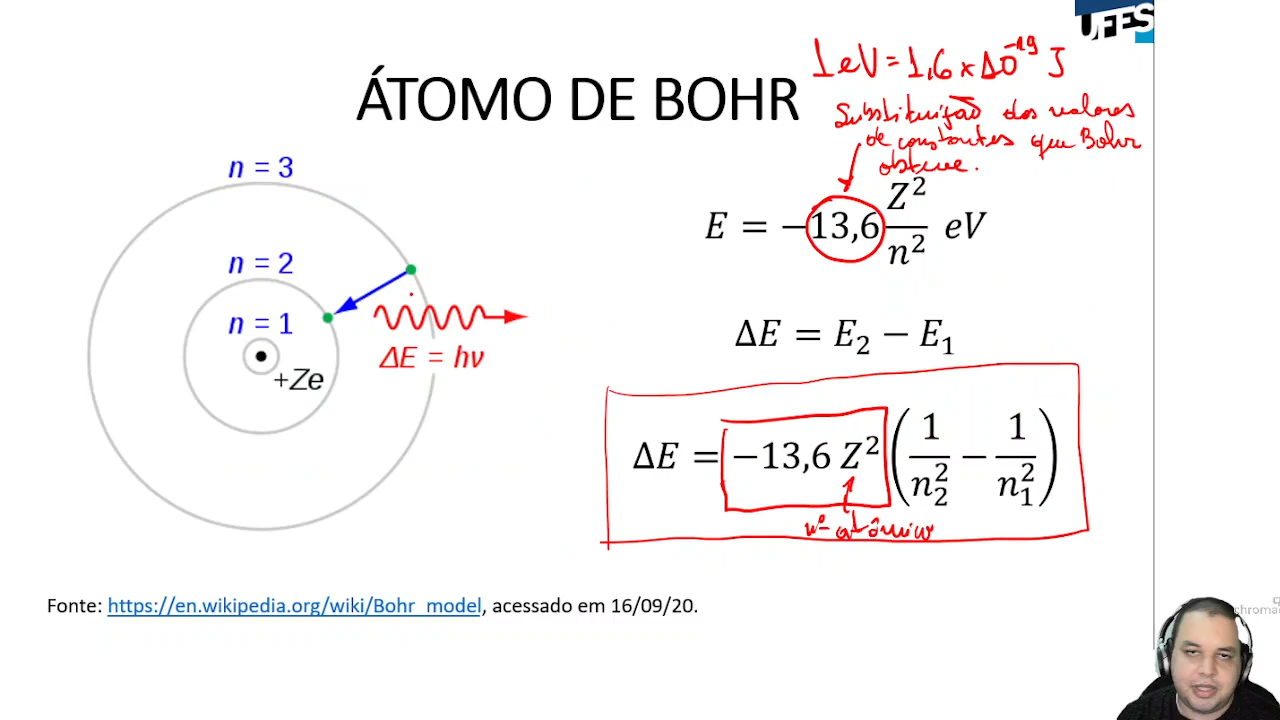 UFES
1eV = 1,6 × 10⁻¹⁹ J
ÁTOMO DE BOHR
Substituição dos valores
de constantes que Bohr
obteve.
n = 3
E = −13,6 Z²/n² eV
n = 2
n = 1
ΔE = E₂ − E₁
ΔE = hν
+Ze
ΔE = −13,6 Z² (1/n₂² − 1/n₁²)
nº atômico
Fonte: https://en.wikipedia.org/wiki/Bohr_model, acessado em 16/09/20.